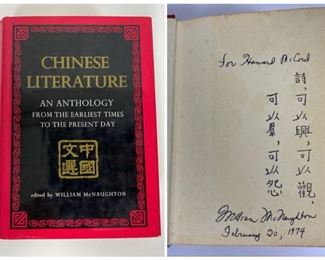 CHINESE
LITERATURE
AN ANTHOLOGY
FROM THE EARLIEST TIMES
TO THE PRESENT DAY
中國
文選
edited by WILLIAM McNAUGHTON
For Howard McCord
詩,可以興,可以觀,
可以羣,可以怨
William McNaughton
February 20, 1974